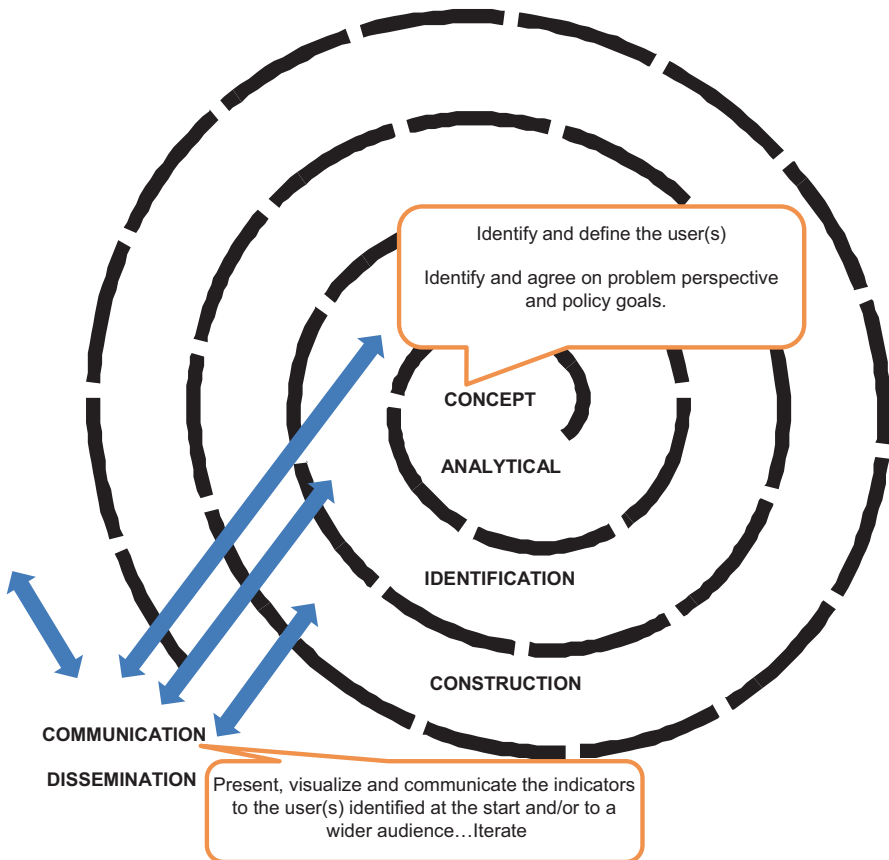 Identify and define the user(s)
Identify and agree on problem perspective
and policy goals.
CONCEPT
ANALYTICAL
IDENTIFICATION
CONSTRUCTION
COMMUNICATION
DISSEMINATION
Present, visualize and communicate the indicators
to the user(s) identified at the start and/or to a
wider audience…Iterate